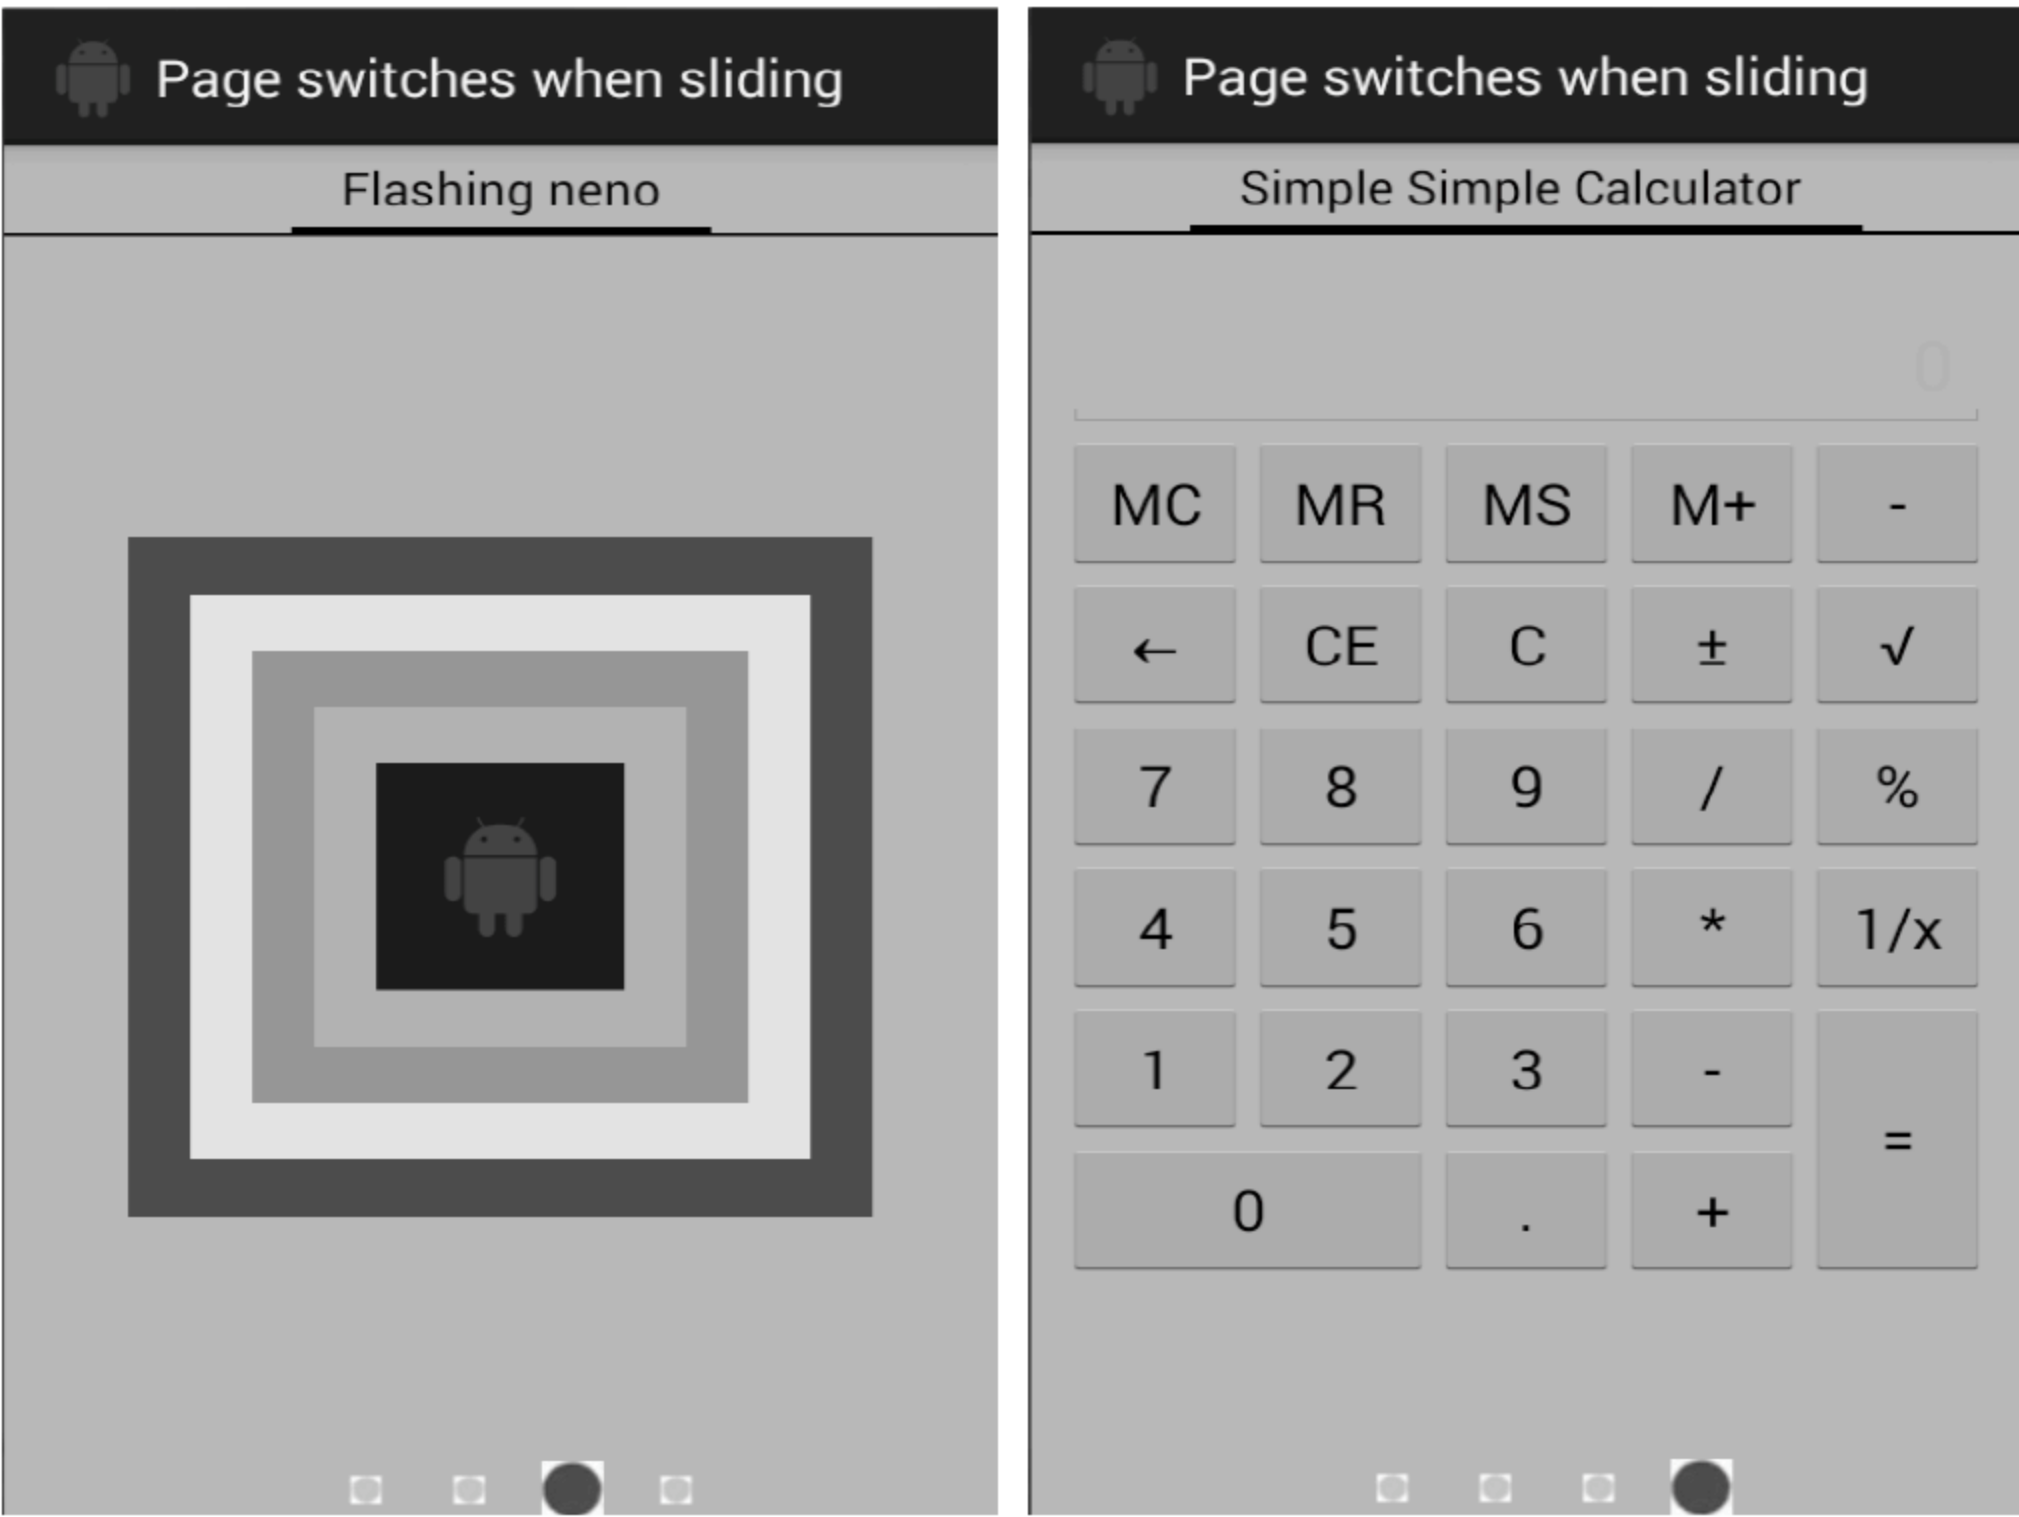 Page switches when sliding
Flashing neno
Page switches when sliding
Simple Simple Calculator
0
MC MR MS M+ -
← CE C ± √
7 8 9 / %
4 5 6 * 1/x
1 2 3 -
=
0 . +